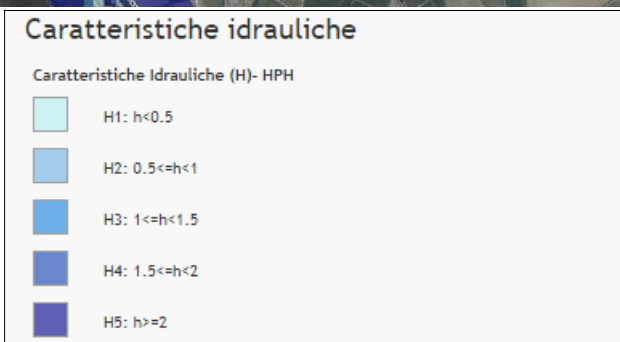 Caratteristiche idrauliche
Caratteristiche Idrauliche (H)- HPH
H1: h<0.5
H2: 0.5<=h<1
H3: 1<=h<1.5
H4: 1.5<=h<2
H5: h>=2